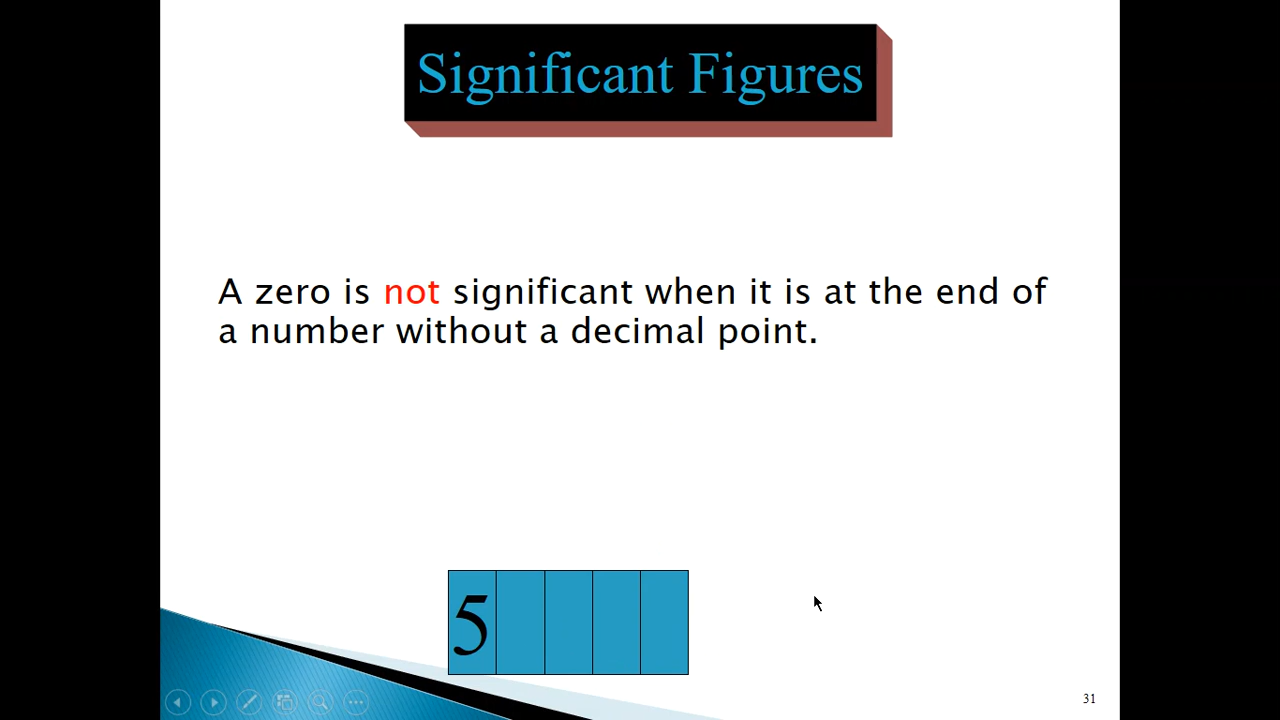 Significant Figures
A zero is not significant when it is at the end of
a number without a decimal point.
5
31